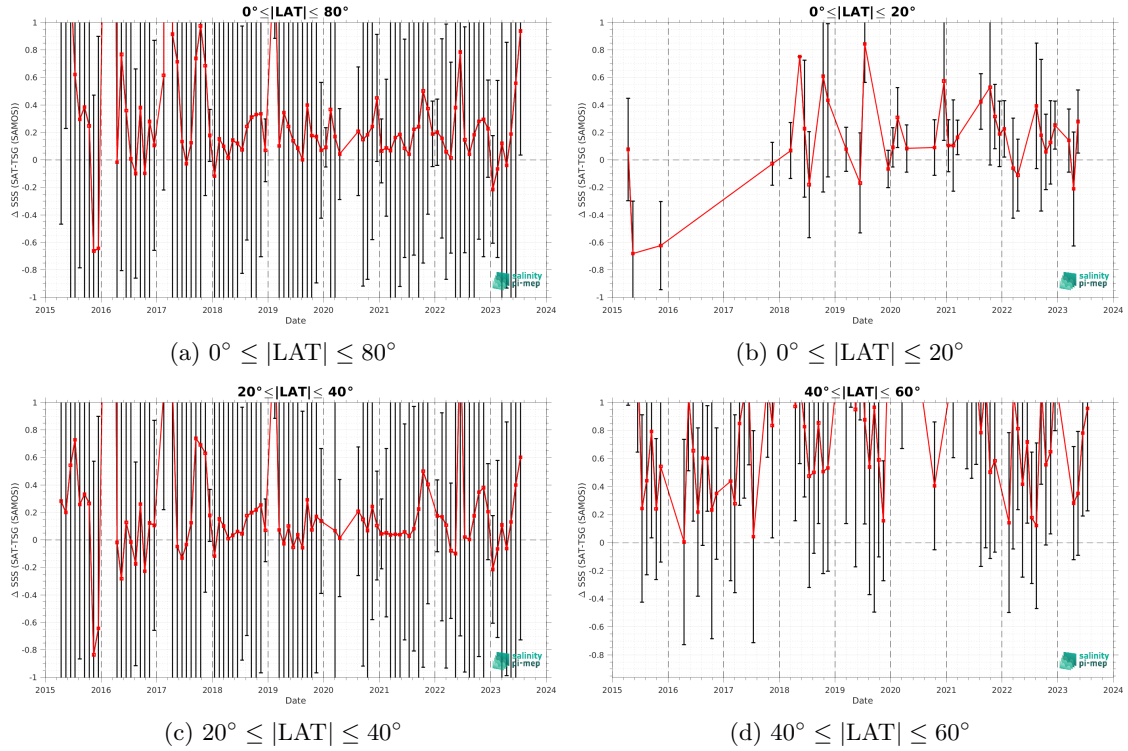 0°≤|LAT|≤ 80°
Δ SSS (SAT-TSG (SAMOS))
1
0.8
0.6
0.4
0.2
0
-0.2
-0.4
-0.6
-0.8
-1
2015 2016 2017 2018 2019 2020 2021 2022 2023 2024
Date
salinity
pi-mep
(a) 0° ≤ |LAT| ≤ 80°
0°≤|LAT|≤ 20°
Δ SSS (SAT-TSG (SAMOS))
1
0.8
0.6
0.4
0.2
0
-0.2
-0.4
-0.6
-0.8
-1
2015 2016 2017 2018 2019 2020 2021 2022 2023 2024
Date
salinity
pi-mep
(b) 0° ≤ |LAT| ≤ 20°
20°≤|LAT|≤ 40°
Δ SSS (SAT-TSG (SAMOS))
1
0.8
0.6
0.4
0.2
0
-0.2
-0.4
-0.6
-0.8
-1
2015 2016 2017 2018 2019 2020 2021 2022 2023 2024
Date
salinity
pi-mep
(c) 20° ≤ |LAT| ≤ 40°
40°≤|LAT|≤ 60°
Δ SSS (SAT-TSG (SAMOS))
1
0.8
0.6
0.4
0.2
0
-0.2
-0.4
-0.6
-0.8
2015 2016 2017 2018 2019 2020 2021 2022 2023 2024
Date
salinity
pi-mep
(d) 40° ≤ |LAT| ≤ 60°